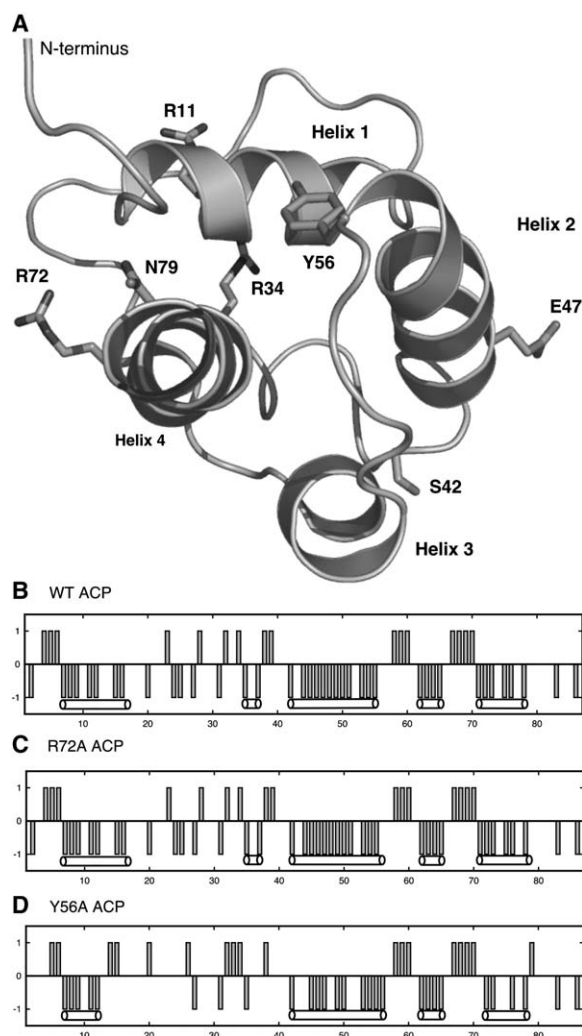 A
N-terminus
R11
Helix 1
Helix 2
R72
N79
R34
Y56
E47
Helix 4
S42
Helix 3
B WT ACP
1
0
-1
10 20 30 40 50 60 70 80
C R72A ACP
1
0
-1
10 20 30 40 50 60 70 80
D Y56A ACP
1
0
-1
10 20 30 40 50 60 70 80